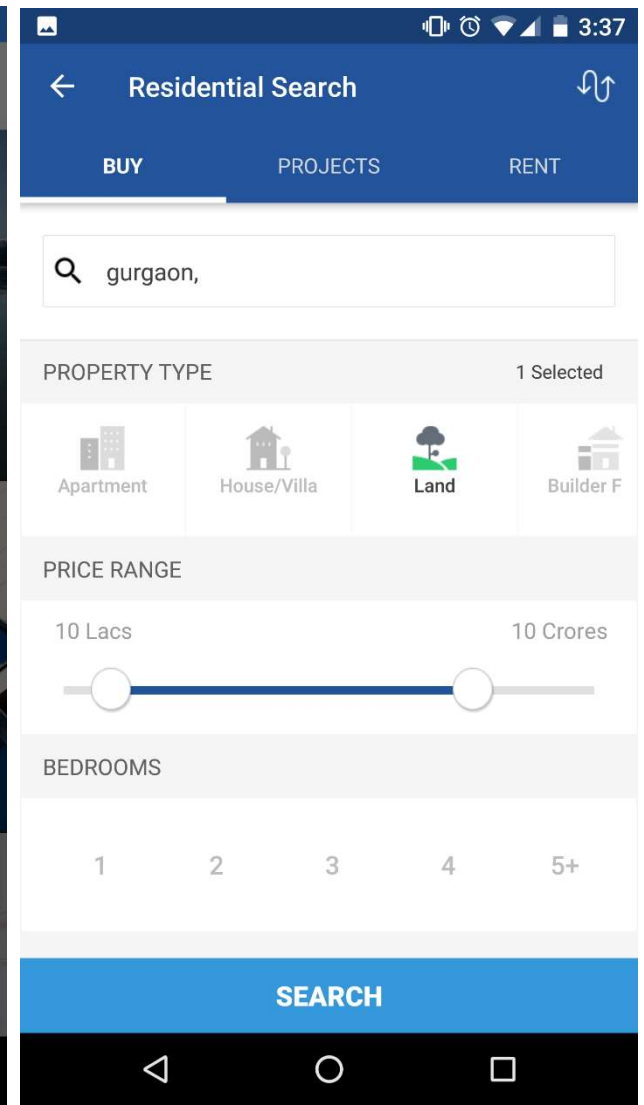 3:37
Residential Search
BUY PROJECTS RENT
gurgaon,
PROPERTY TYPE 1 Selected
Apartment House/Villa Land Builder F
PRICE RANGE
10 Lacs 10 Crores
BEDROOMS
1 2 3 4 5+
SEARCH